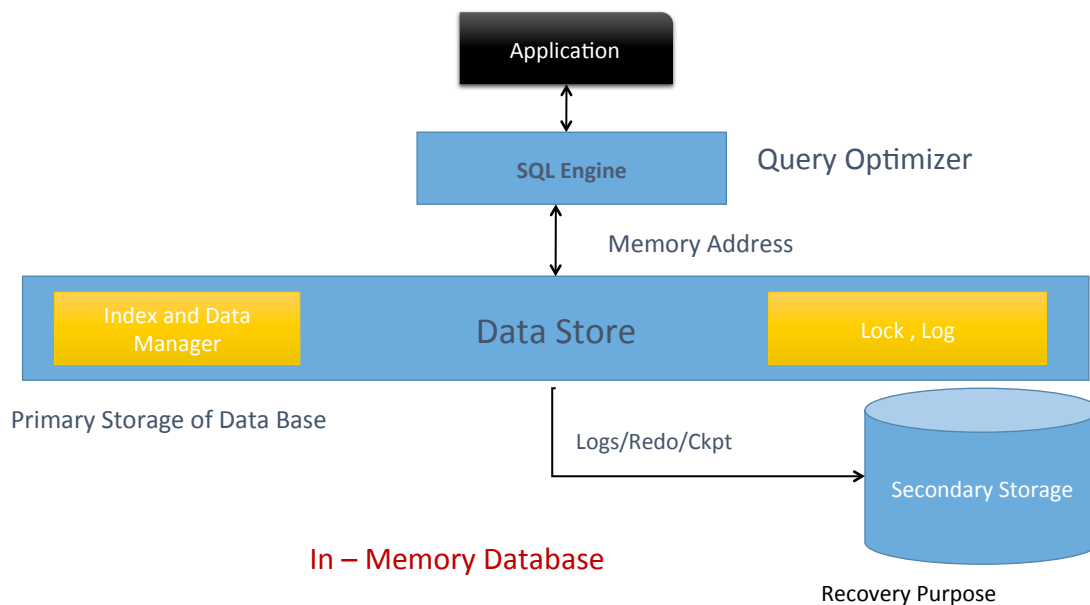 Application
SQL Engine
Query Optimizer
Memory Address
Index and Data
Manager
Data Store
Lock , Log
Primary Storage of Data Base
Logs/Redo/Ckpt
Secondary Storage
In – Memory Database
Recovery Purpose